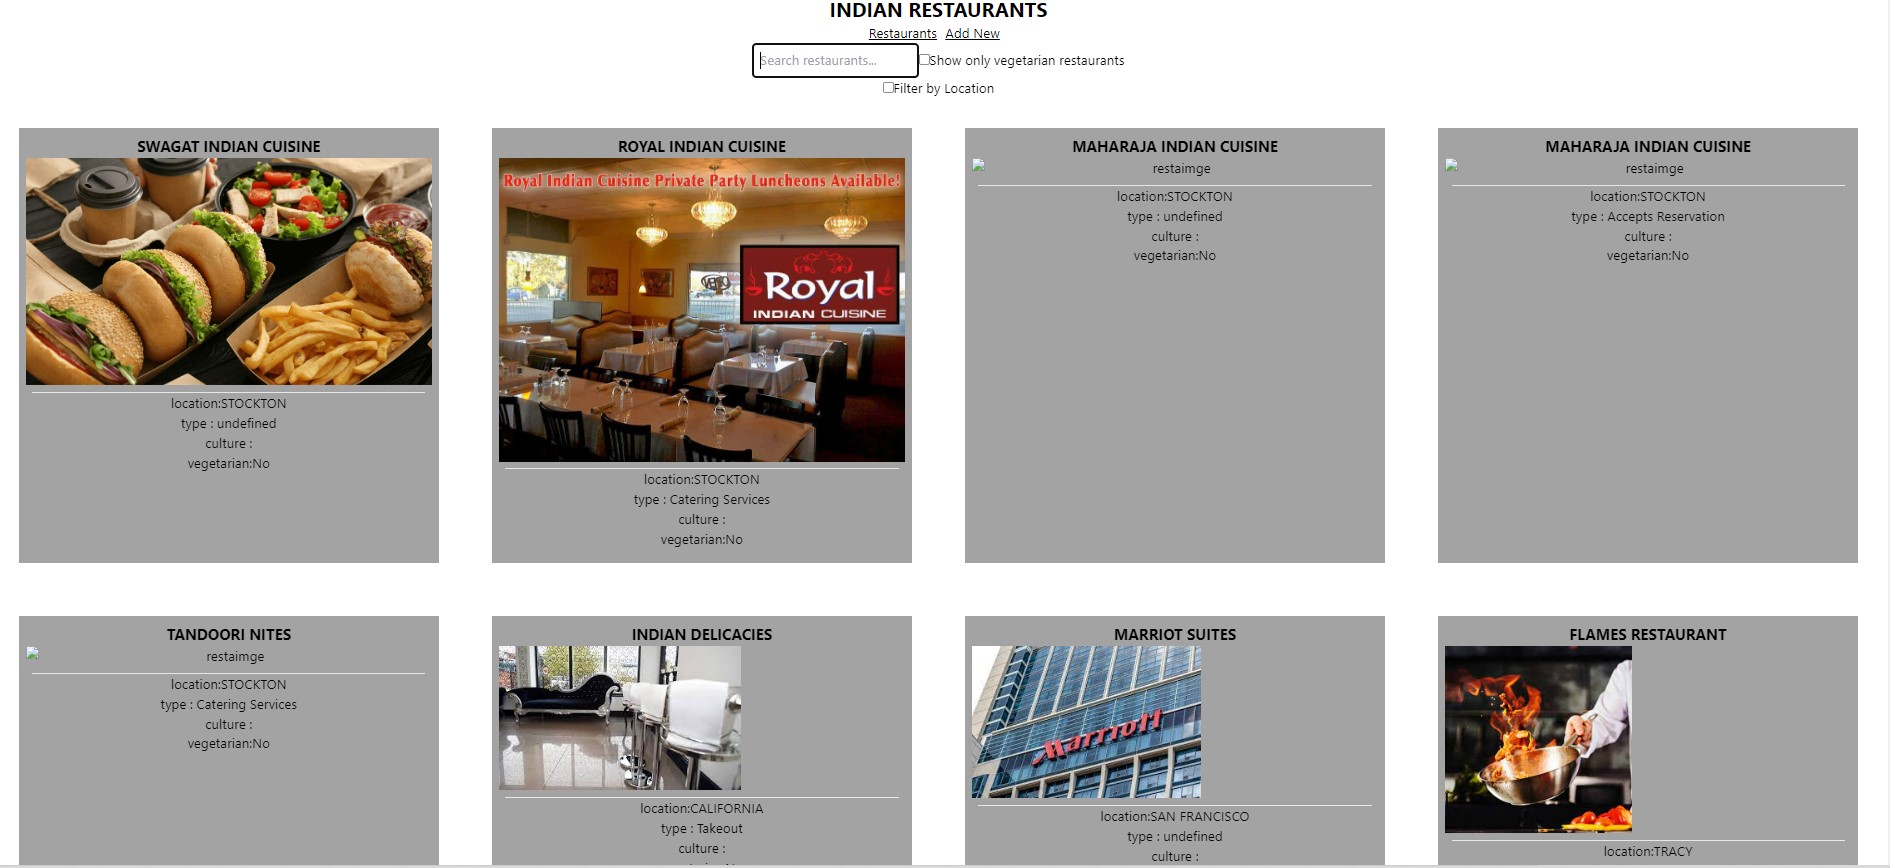 INDIAN RESTAURANTS
Restaurants Add New
Search restaurants... Show only vegetarian restaurants
Filter by Location
SWAGAT INDIAN CUISINE
location:STOCKTON
type : undefined
culture :
vegetarian:No
ROYAL INDIAN CUISINE
Royal Indian Cuisine Private Party Luncheons Available!
Royal
INDIAN CUISINE
location:STOCKTON
type : Catering Services
culture :
vegetarian:No
MAHARAJA INDIAN CUISINE
restaimge
location:STOCKTON
type : undefined
culture :
vegetarian:No
MAHARAJA INDIAN CUISINE
restaimge
location:STOCKTON
type : Accepts Reservation
culture :
vegetarian:No
TANDOORI NITES
restaimge
location:STOCKTON
type : Catering Services
culture :
vegetarian:No
INDIAN DELICACIES
location:CALIFORNIA
type : Takeout
culture :
MARRIOT SUITES
Marriott
location:SAN FRANCISCO
type : undefined
culture :
FLAMES RESTAURANT
location:TRACY